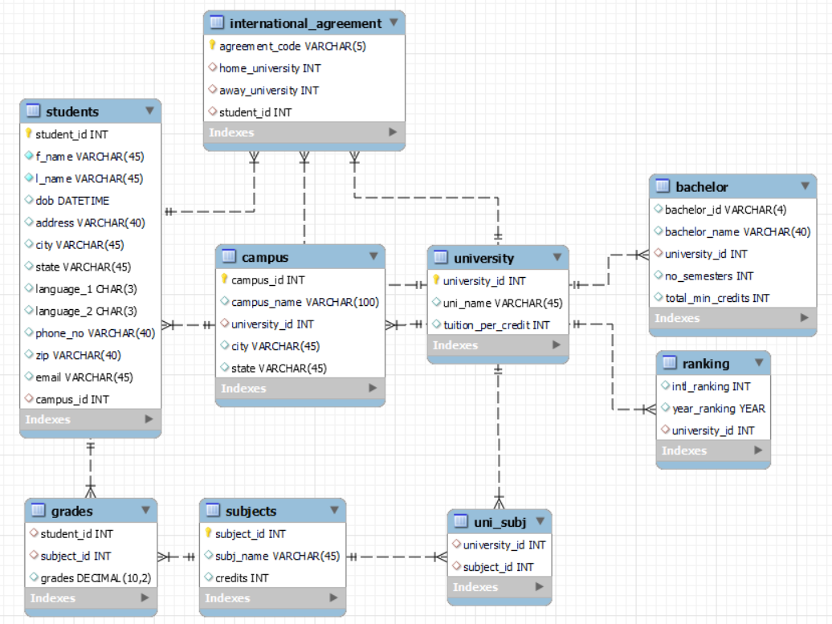 international_agreement
agreement_code VARCHAR(5)
home_university INT
away_university INT
student_id INT
Indexes
students
student_id INT
f_name VARCHAR(45)
l_name VARCHAR(45)
dob DATETIME
address VARCHAR(40)
city VARCHAR(45)
state VARCHAR(45)
language_1 CHAR(3)
language_2 CHAR(3)
phone_no VARCHAR(40)
zip VARCHAR(40)
email VARCHAR(45)
campus_id INT
Indexes
campus
campus_id INT
campus_name VARCHAR(100)
university_id INT
city VARCHAR(45)
state VARCHAR(45)
Indexes
university
university_id INT
uni_name VARCHAR(45)
tuition_per_credit INT
Indexes
bachelor
bachelor_id VARCHAR(4)
bachelor_name VARCHAR(40)
university_id INT
no_semesters INT
total_min_credits INT
Indexes
ranking
intl_ranking INT
year_ranking YEAR
university_id INT
Indexes
grades
student_id INT
subject_id INT
grades DECIMAL(10,2)
Indexes
subjects
subject_id INT
subj_name VARCHAR(45)
credits INT
Indexes
uni_subj
university_id INT
subject_id INT
Indexes